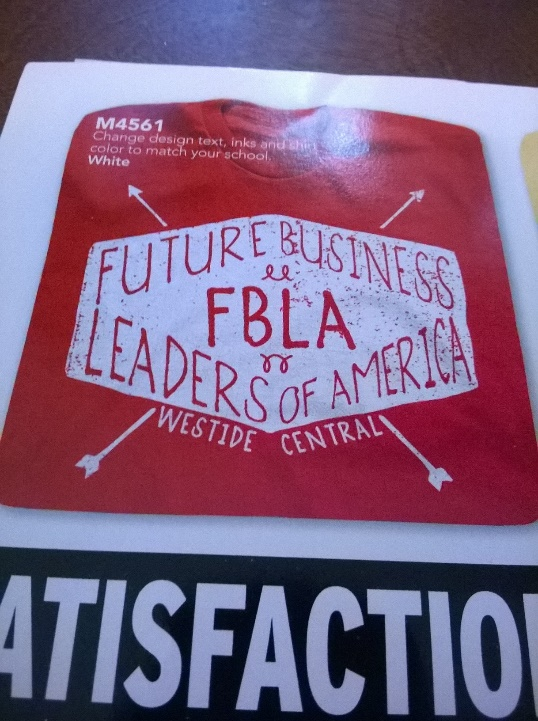 M4561
Change design text, inks and shirt
color to match your school.
White
FUTURE BUSINESS
FBLA
LEADERS OF AMERICA
WESTIDE CENTRAL
ATISFACTIO